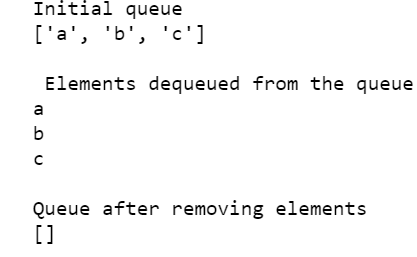 Initial queue
['a', 'b', 'c']
Elements dequeued from the queue
a
b
c
Queue after removing elements
[]